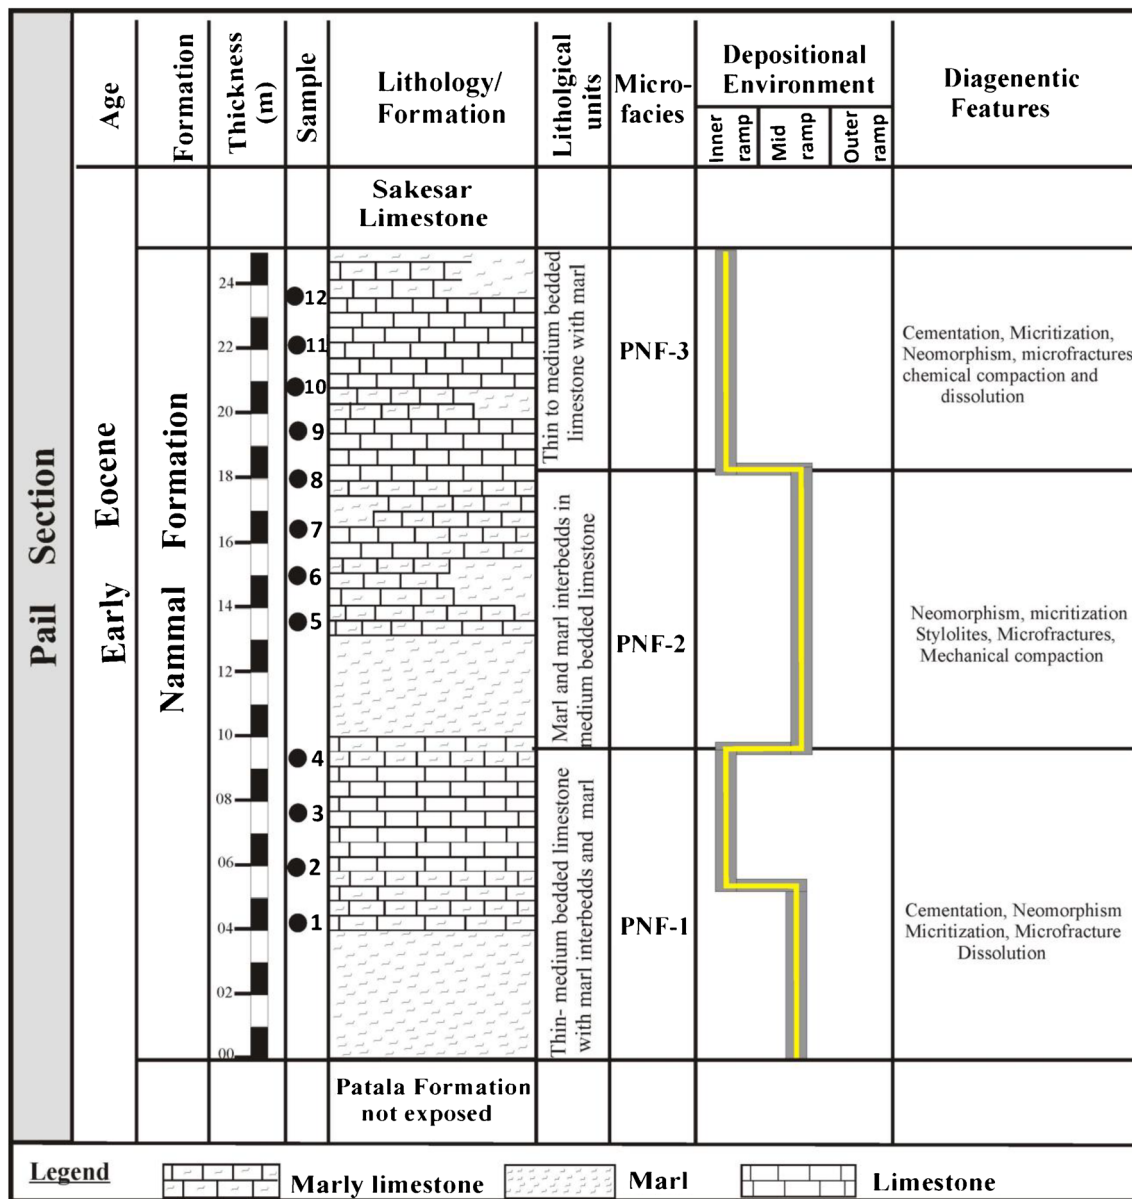 Age
Formation
Thickness
(m)
Sample
Lithology/
Formation
Lithological
units
Micro-
facies
Depositional
Environment
Inner
ramp
Mid
ramp
Outer
ramp
Diagenentic
Features
Pail Section
Early Eocene
Nammal Formation
Sakesar
Limestone
24
22
20
18
16
14
12
10
08
06
04
02
00
12
11
10
9
8
7
6
5
4
3
2
1
Thin to medium bedded
limestone with marl
PNF-3
Cementation, Micritization,
Neomorphism, microfractures
chemical compaction and
dissolution
Marl and marl interbedds in
medium bedded limestone
PNF-2
Neomorphism, micritization
Stylolites, Microfractures,
Mechanical compaction
Thin- medium bedded limestone
with marl interbedds and marl
PNF-1
Cementation, Neomorphism
Micritization, Microfracture
Dissolution
Patala Formation
not exposed
Legend
Marly limestone
Marl
Limestone